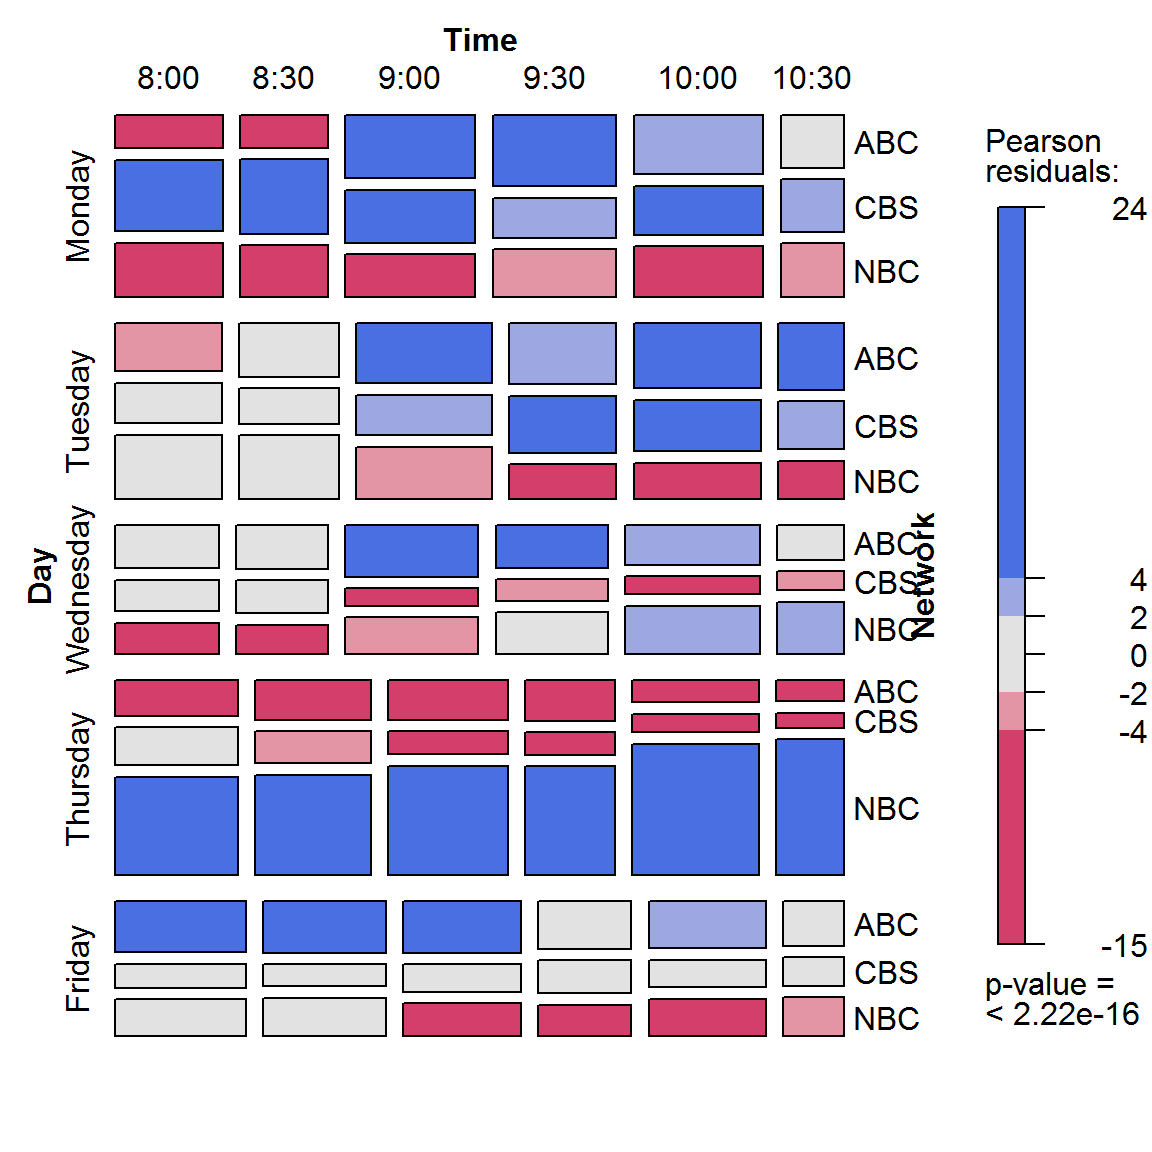 Time
8:00 8:30 9:00 9:30 10:00 10:30
Day
Monday
Tuesday
Wednesday
Thursday
Friday
ABC
CBS
NBC
ABC
CBS
NBC
ABC
CBS
NBC
ABC
CBS
NBC
ABC
CBS
NBC
Network
Pearson
residuals:
24
4
2
0
-2
-4
-15
p-value =
< 2.22e-16